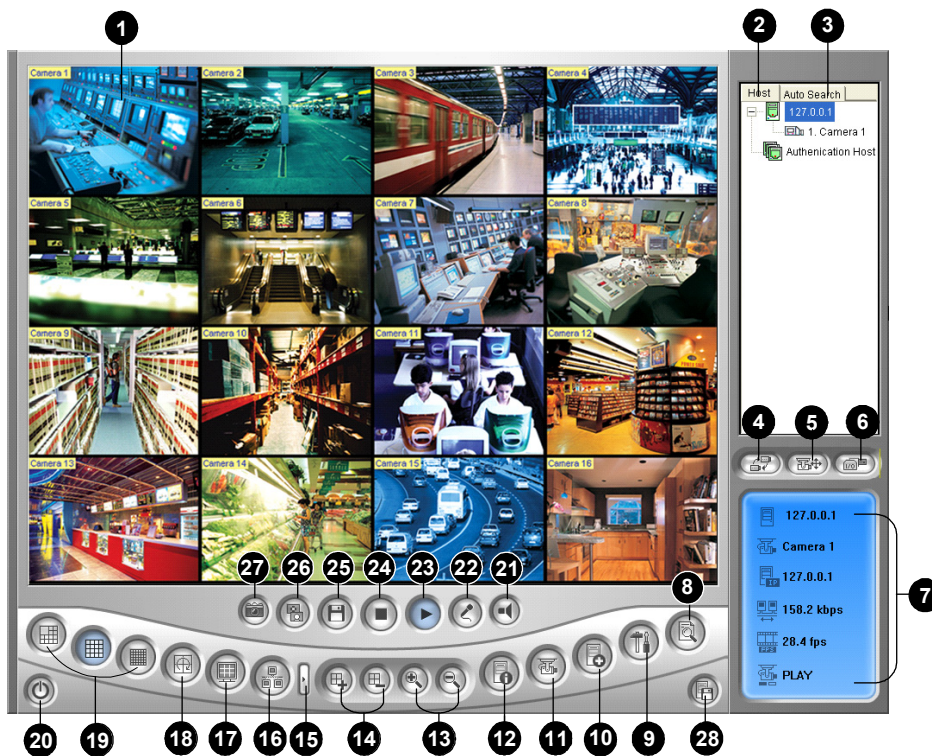 1
2
3
Camera 1
Camera 2
Camera 3
Camera 4
Host
Auto Search
127.0.0.1
1. Camera 1
Authenication Host
Camera 5
Camera 6
Camera 7
Camera 8
Camera 9
Camera 10
Camera 11
Camera 12
4
5
6
I/O
Camera 13
Camera 14
Camera 15
Camera 16
127.0.0.1
Camera 1
IP
127.0.0.1
158.2 kbps
FPS
28.4 fps
PLAY
7
27
26
25
24
23
22
21
8
20
19
18
17
16
15
14
13
12
11
10
9
28